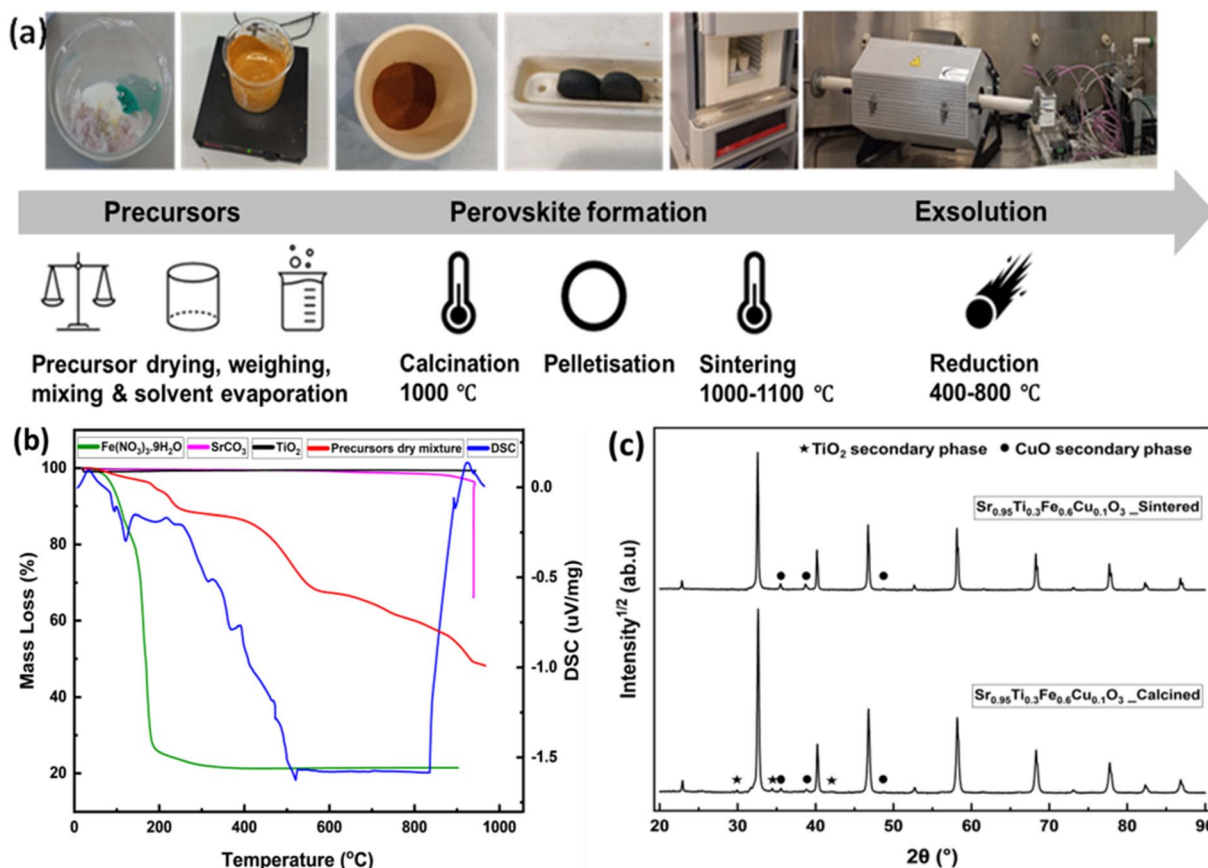 (a)
Precursors Perovskite formation Exsolution
Precursor drying, weighing,
mixing & solvent evaporation
Calcination
1000 °C
Pelletisation
Sintering
1000-1100 °C
Reduction
400-800 °C
(b)
Fe(NO₃)₃.9H₂O SrCO₃ TiO₂ Precursors dry mixture DSC
100
80
60
40
20
Mass Loss (%)
0.0
-0.5
-1.0
-1.5
DSC (uV/mg)
0 200 400 600 800 1000
Temperature (°C)
(c)
★ TiO₂ secondary phase ● CuO secondary phase
Sr₀.₉₅Ti₀.₃Fe₀.₆Cu₀.₁O₃_Sintered
Sr₀.₉₅Ti₀.₃Fe₀.₆Cu₀.₁O₃_Calcined
Intensity¹/² (ab.u)
20 30 40 50 60 70 80 90
2θ (°)